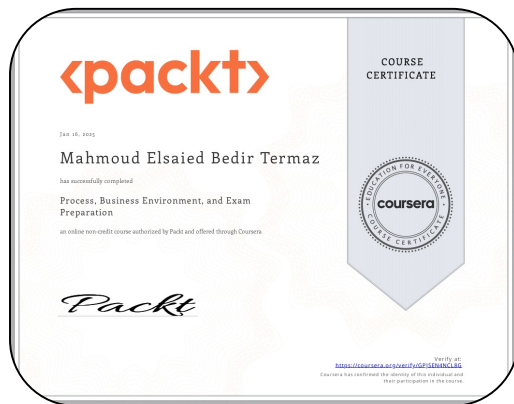 <packt>
COURSE
CERTIFICATE
Jan 16, 2025
Mahmoud Elsaied Bedir Termaz
has successfully completed
Process, Business Environment, and Exam
Preparation
an online non-credit course authorized by Packt and offered through Coursera
EDUCATION FOR EVERYONE
coursera
COURSE CERTIFICATE
Packt
Verify at:
https://coursera.org/verify/GPJSEN4NCL8G
Coursera has confirmed the identity of this individual and
their participation in the course.